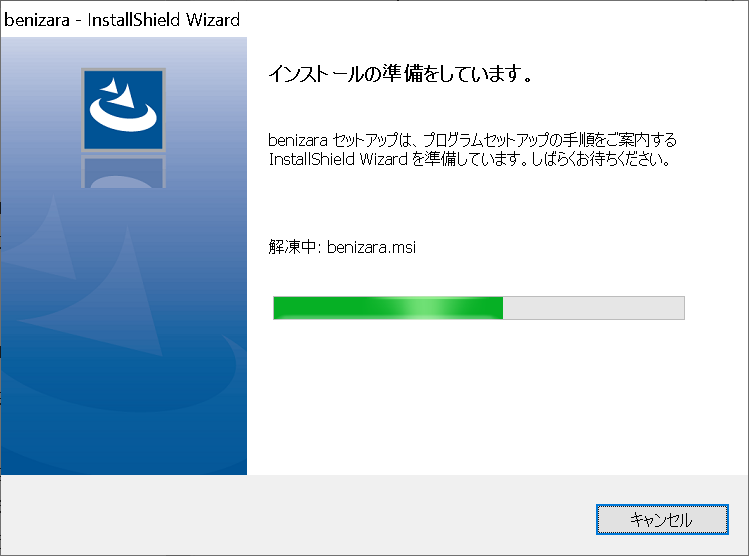 benizara - InstallShield Wizard
インストールの準備をしています。
benizara セットアップは、プログラムセットアップの手順をご案内する
InstallShield Wizard を準備しています。しばらくお待ちください。
解凍中: benizara.msi
キャンセル